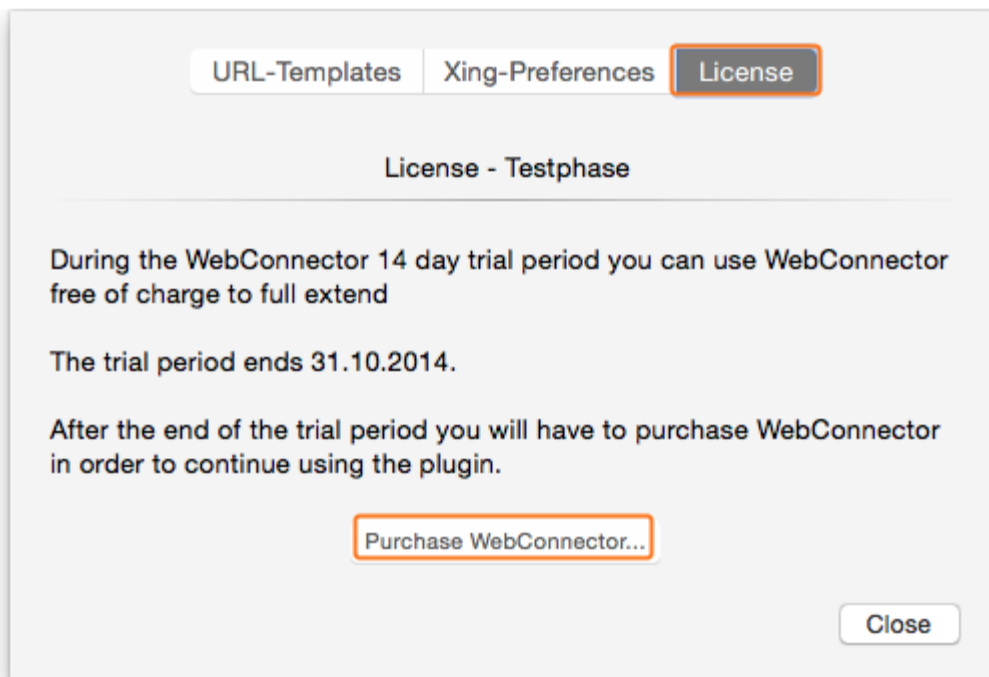 URL-Templates Xing-Preferences License
License - Testphase
During the WebConnector 14 day trial period you can use WebConnector
free of charge to full extend
The trial period ends 31.10.2014.
After the end of the trial period you will have to purchase WebConnector
in order to continue using the plugin.
Purchase WebConnector...
Close